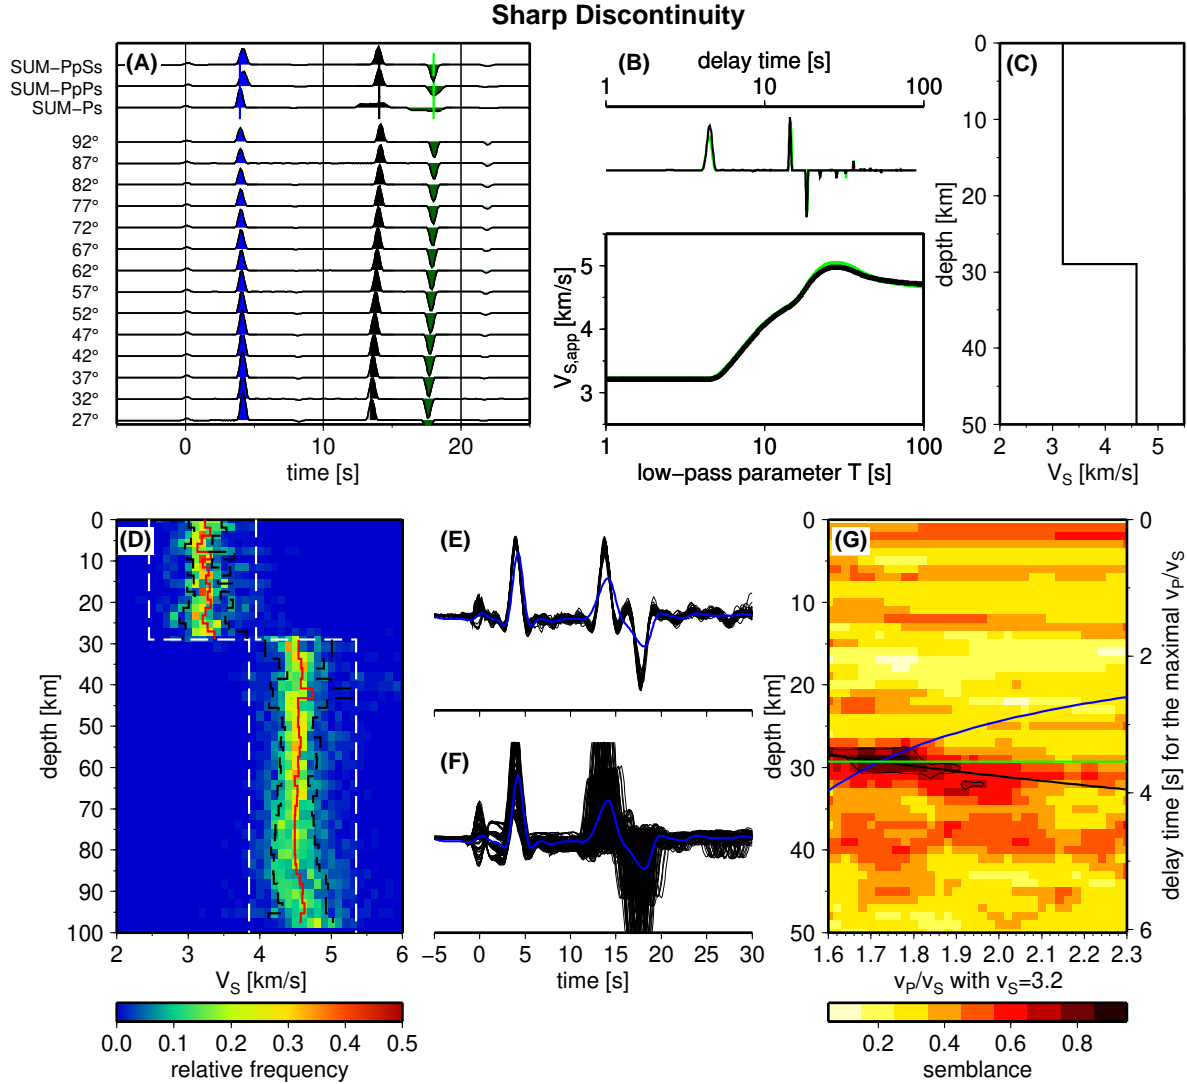 Sharp Discontinuity
(A)
SUM−PpSs
SUM−PpPs
SUM−Ps
92°
87°
82°
77°
72°
67°
62°
57°
52°
47°
42°
37°
32°
27°
0 10 20
time [s]
(B)
delay time [s]
1 10 100
V_S,app [km/s]
5
4
3
1 10 100
low−pass parameter T [s]
(C)
depth [km]
0
10
20
30
40
50
2 3 4 5
V_S [km/s]
(D)
depth [km]
0
10
20
30
40
50
60
70
80
90
100
2 3 4 5 6
V_S [km/s]
0.0 0.1 0.2 0.3 0.4 0.5
relative frequency
(E)
(F)
−5 0 5 10 15 20 25 30
time [s]
(G)
depth [km]
0
10
20
30
40
50
delay time [s] for the maximal v_P/v_S
0
2
4
6
1.6 1.7 1.8 1.9 2.0 2.1 2.2 2.3
v_P/v_S with v_S=3.2
0.2 0.4 0.6 0.8
semblance